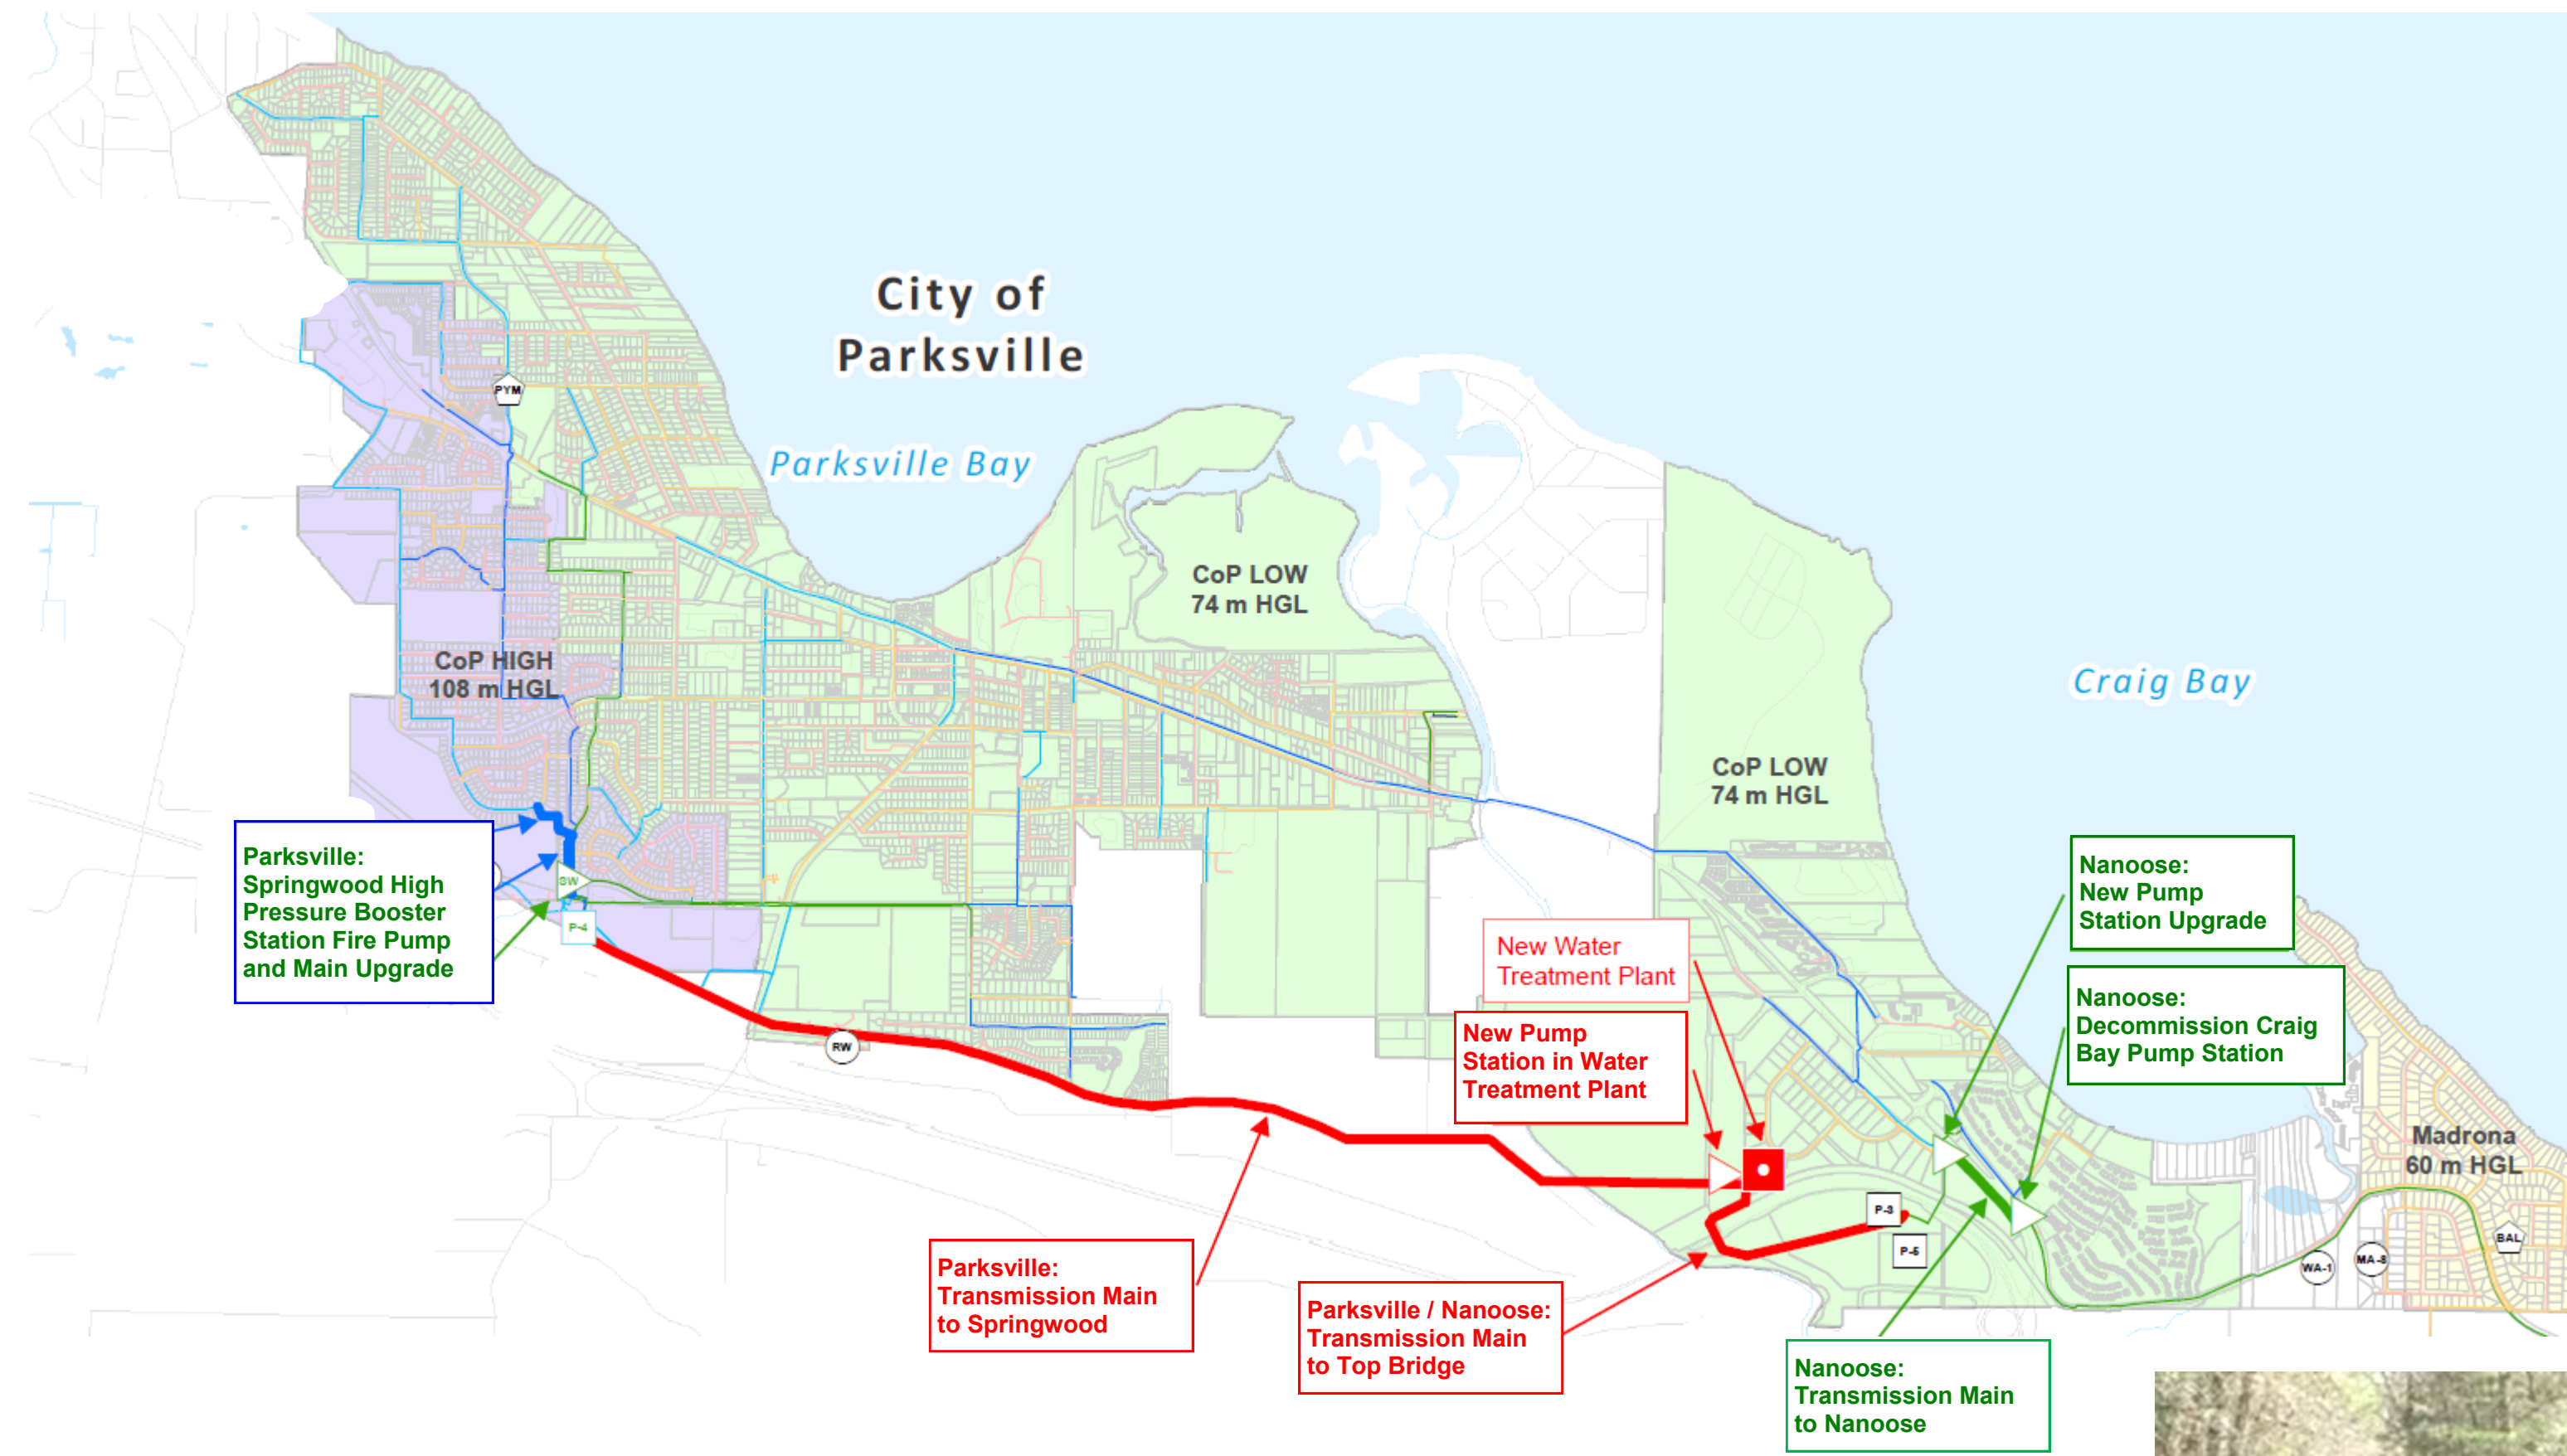 City of
Parksville
PYM
Parksville Bay
CoP LOW
74 m HGL
CoP HIGH
108 m HGL
Craig Bay
CoP LOW
74 m HGL
Parksville:
Springwood High
Pressure Booster
Station Fire Pump
and Main Upgrade
SW
P-4
Nanoose:
New Pump
Station Upgrade
New Water
Treatment Plant
Nanoose:
Decommission Craig
Bay Pump Station
New Pump
Station in Water
Treatment Plant
RW
Madrona
60 m HGL
P-3
P-5
BAL
WA-1
MA-8
Parksville:
Transmission Main
to Springwood
Parksville / Nanoose:
Transmission Main
to Top Bridge
Nanoose:
Transmission Main
to Nanoose